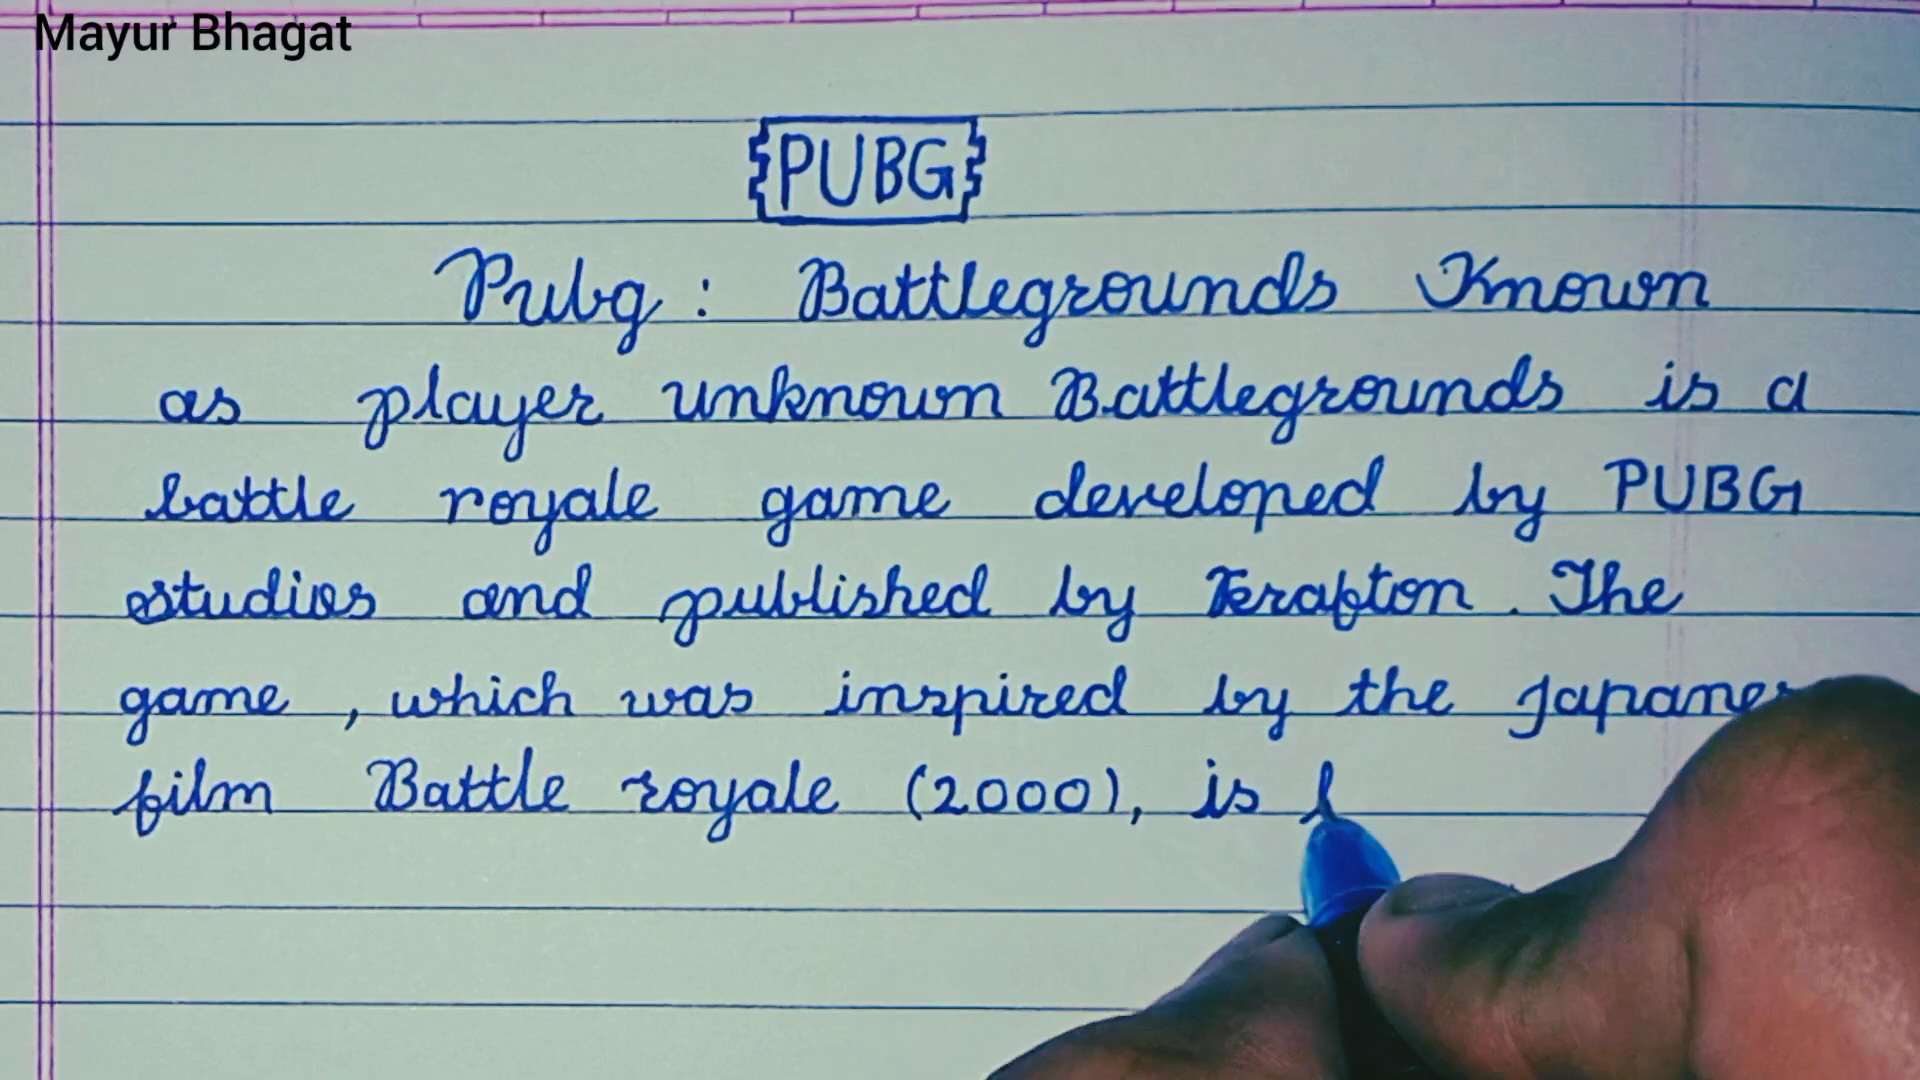 Mayur Bhagat
PUBG
Pubg : Battlegrounds Known
as player unknown Battlegrounds is a
battle royale game developed by PUBG
studios and published by Krafton. The
game, which was inspired by the
film Battle royale (2000), is